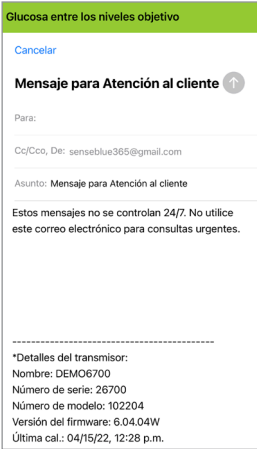 Glucosa entre los niveles objetivo
Cancelar
Mensaje para Atención al cliente
Para:
Cc/Cco, De: senseblue365@gmail.com
Asunto: Mensaje para Atención al cliente
Estos mensajes no se controlan 24/7. No utilice
este correo electrónico para consultas urgentes.
-------------------------------------------
*Detalles del transmisor:
Nombre: DEMO6700
Número de serie: 26700
Número de modelo: 102204
Versión del firmware: 6.04.04W
Última cal.: 04/15/22, 12:28 p.m.